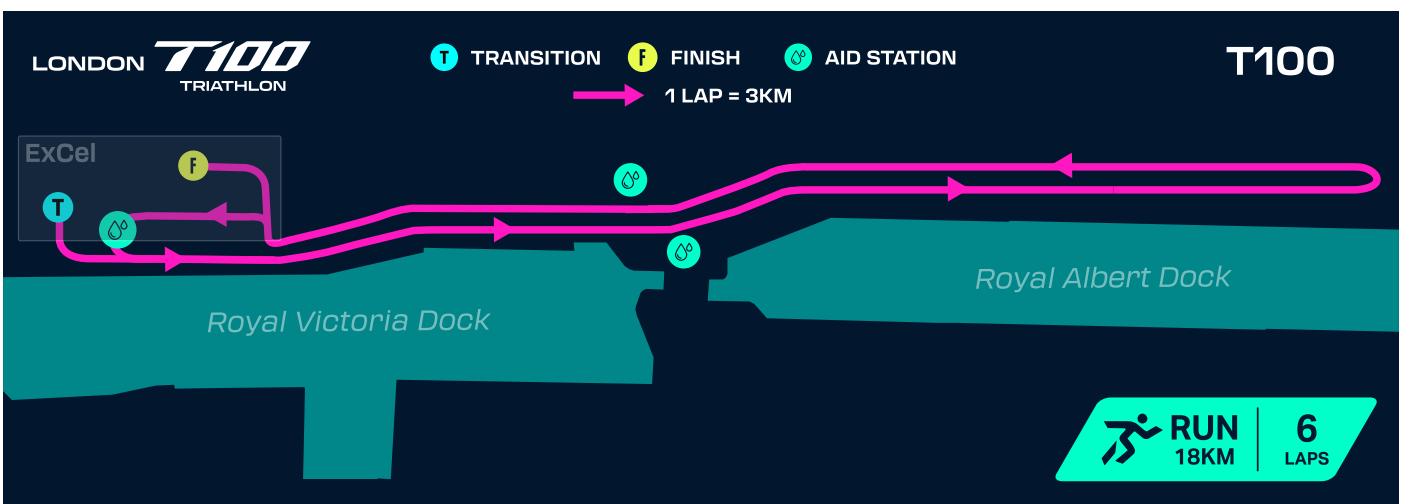 LONDON T100
TRIATHLON
T TRANSITION F FINISH AID STATION
1 LAP = 3KM
T100
ExCel
F
T
Royal Victoria Dock
Royal Albert Dock
RUN
18KM
6
LAPS